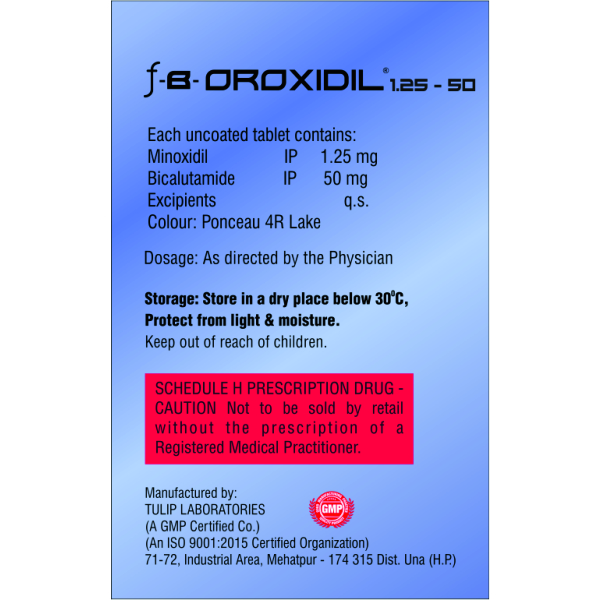 f-B-OROXIDIL® 1.25 - 50
Each uncoated tablet contains:
Minoxidil IP 1.25 mg
Bicalutamide IP 50 mg
Excipients q.s.
Colour: Ponceau 4R Lake
Dosage: As directed by the Physician
Storage: Store in a dry place below 30⁰C,
Protect from light & moisture.
Keep out of reach of children.
SCHEDULE H PRESCRIPTION DRUG -
CAUTION Not to be sold by retail
without the prescription of a
Registered Medical Practitioner.
Manufactured by:
TULIP LABORATORIES
(A GMP Certified Co.)
GMP
(An ISO 9001:2015 Certified Organization)
71-72, Industrial Area, Mehatpur - 174 315 Dist. Una (H.P.)